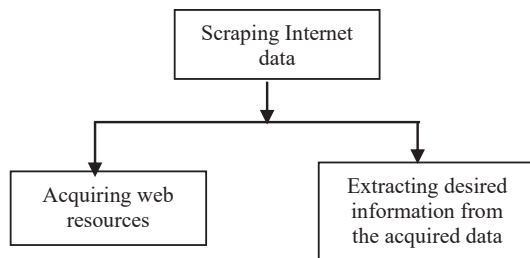 Scraping Internet
data
Acquiring web
resources
Extracting desired
information from
the acquired data